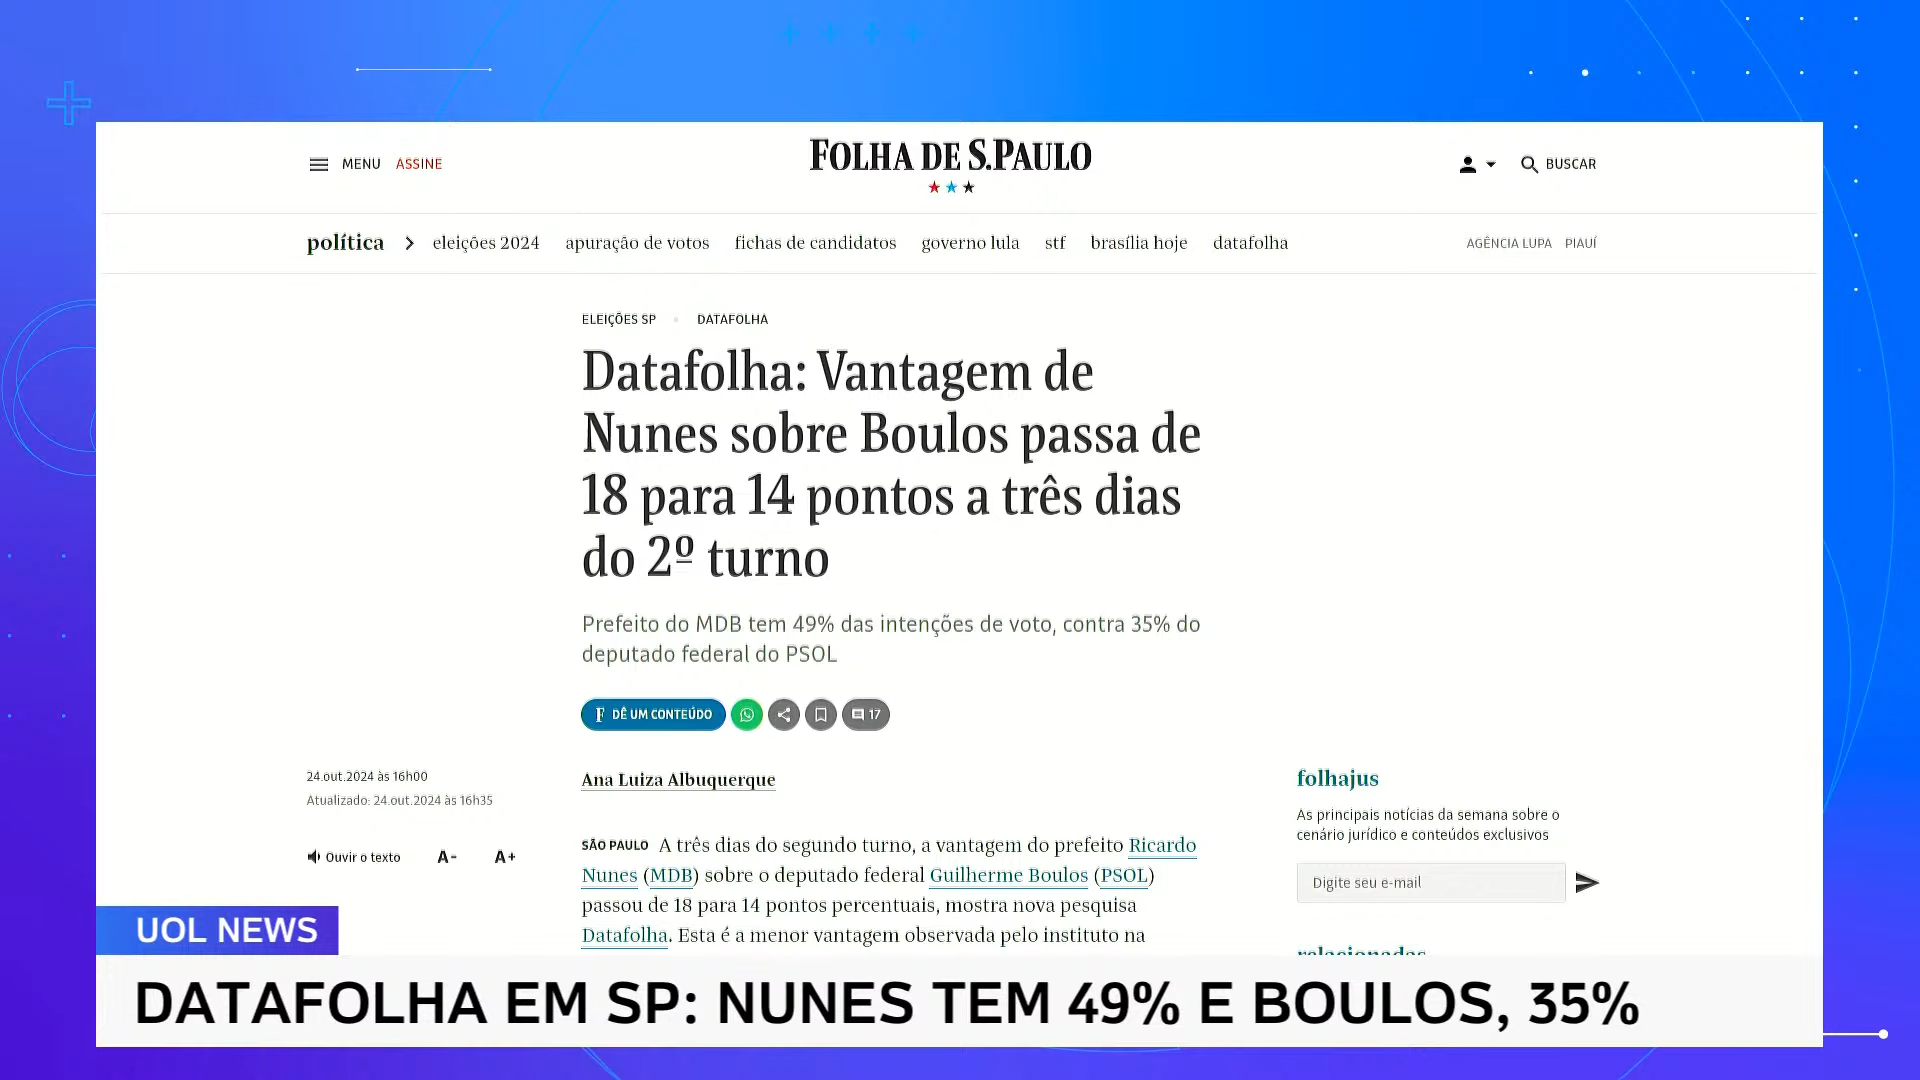 MENU ASSINE
FOLHA DE S.PAULO
BUSCAR
política eleições 2024 apuração de votos fichas de candidatos governo lula stf brasília hoje datafolha
AGÊNCIA LUPA PIAUÍ
ELEIÇÕES SP DATAFOLHA
Datafolha: Vantagem de
Nunes sobre Boulos passa de
18 para 14 pontos a três dias
do 2º turno
Prefeito do MDB tem 49% das intenções de voto, contra 35% do
deputado federal do PSOL
F DÊ UM CONTEÚDO 17
24.out.2024 às 16h00
Atualizado: 24.out.2024 às 16h35
Ouvir o texto A- A+
Ana Luiza Albuquerque
SÃO PAULO A três dias do segundo turno, a vantagem do prefeito Ricardo
Nunes (MDB) sobre o deputado federal Guilherme Boulos (PSOL)
passou de 18 para 14 pontos percentuais, mostra nova pesquisa
Datafolha. Esta é a menor vantagem observada pelo instituto na
folhajus
As principais notícias da semana sobre o
cenário jurídico e conteúdos exclusivos
Digite seu e-mail
relacionadas
UOL NEWS
DATAFOLHA EM SP: NUNES TEM 49% E BOULOS, 35%